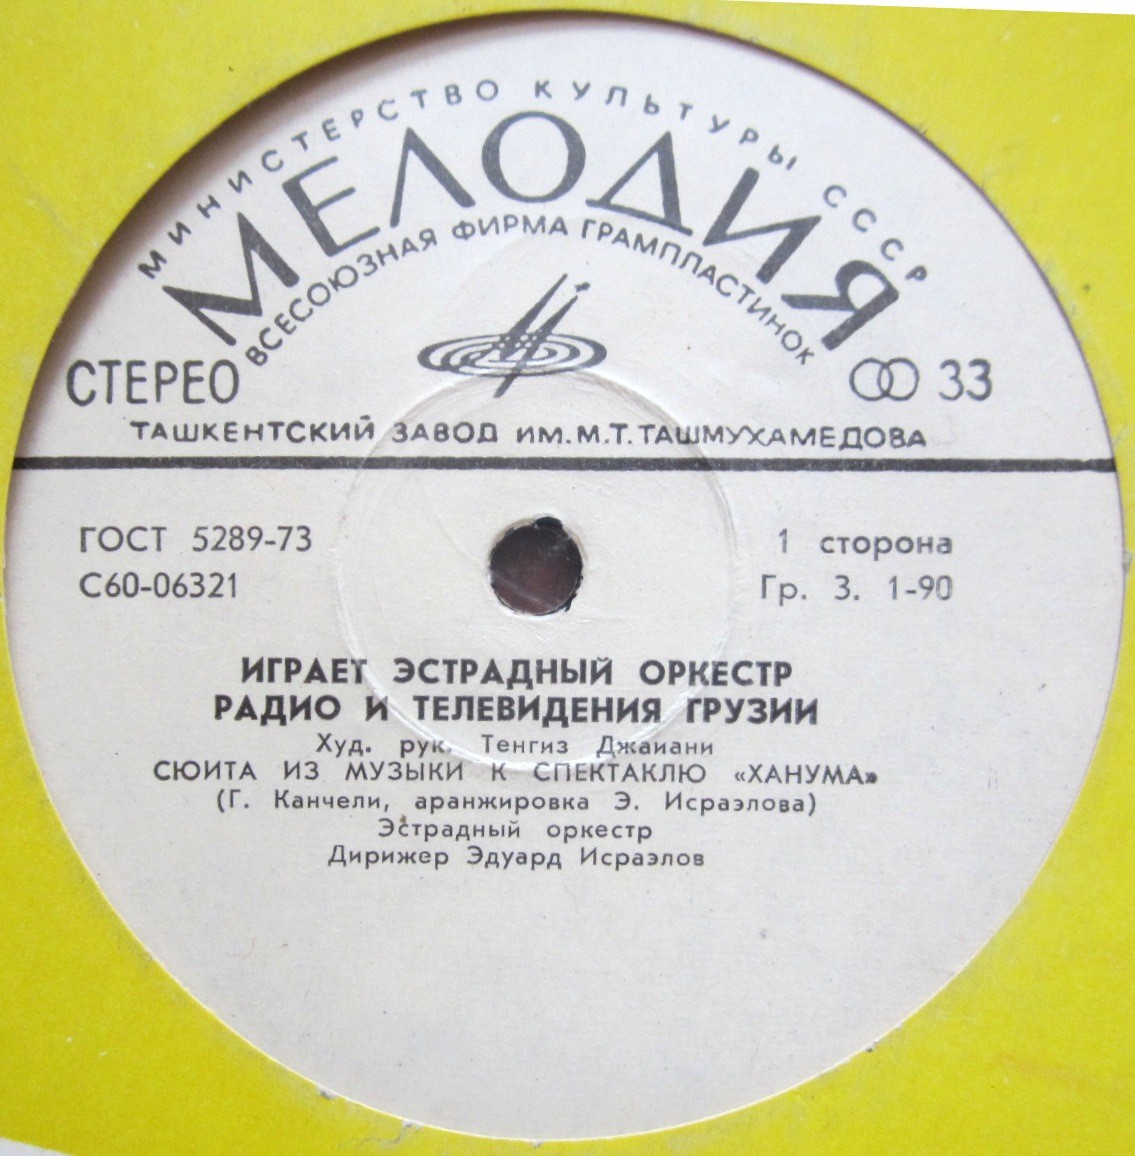 МИНИСТЕРСТВО КУЛЬТУРЫ СССР
МЕЛОДИЯ
ВСЕСОЮЗНАЯ ФИРМА ГРАМПЛАСТИНОК
СТЕРЕО
33
ТАШКЕНТСКИЙ ЗАВОД ИМ. М. Т. ТАШМУХАМЕДОВА
ГОСТ 5289-73
1 сторона
С60-06321
Гр. 3. 1-90
ИГРАЕТ ЭСТРАДНЫЙ ОРКЕСТР
РАДИО И ТЕЛЕВИДЕНИЯ ГРУЗИИ
Худ. рук. Тенгиз Джаиани
СЮИТА ИЗ МУЗЫКИ К СПЕКТАКЛЮ «ХАНУМА»
(Г. Канчели, аранжировка Э. Исраэлова)
Эстрадный оркестр
Дирижер Эдуард Исраэлов